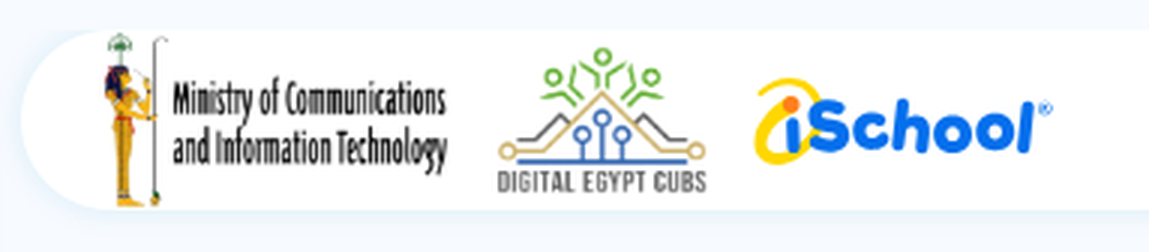 Ministry of Communications
and Information Technology
DIGITAL EGYPT CUBS
iSchool®